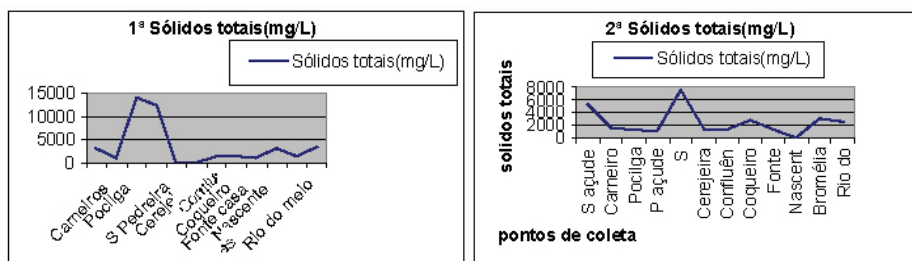 1ª Sólidos totais(mg/L)
Sólidos totais(mg/L)
15000
10000
5000
0
Carneiros
Pocilga
S Pedreira
Coqueiro
Fonte casa
Nascente
Rio do meio
2ª Sólidos totais(mg/L)
Sólidos totais(mg/L)
sólidos totais
8000
6000
4000
2000
0
S açude
Carneiro
Pocilga
P açude
S
Cerejeira
Confluên
Coqueiro
Fonte
Nascent
Bromélia
Rio do
pontos de coleta